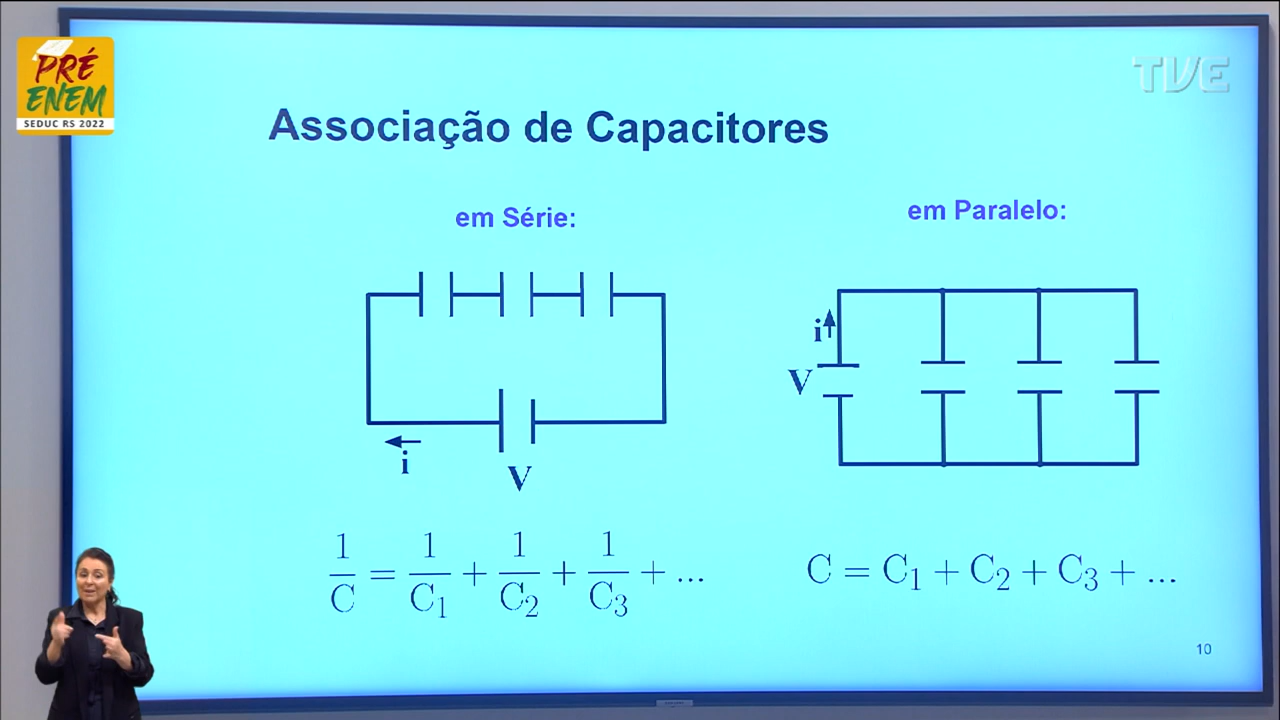 PRÉ
ENEM
SEDUC RS 2022
TVE
Associação de Capacitores
em Série:
em Paralelo:
i
V
i
V
1/C = 1/C₁ + 1/C₂ + 1/C₃ + ...
C = C₁ + C₂ + C₃ + ...
10